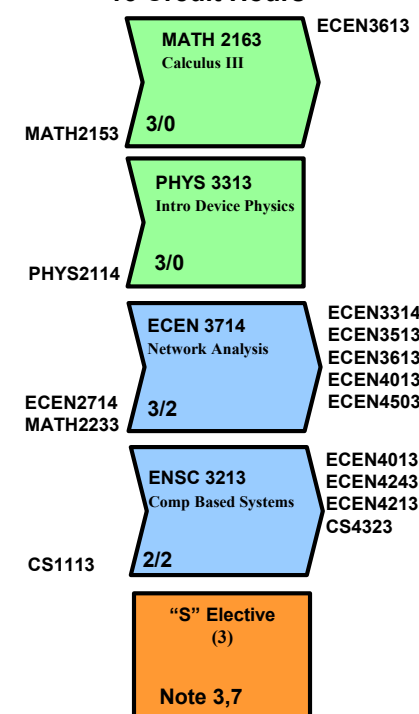 MATH 2163
Calculus III
3/0
MATH2153
ECEN3613
PHYS 3313
Intro Device Physics
3/0
PHYS2114
ECEN 3714
Network Analysis
3/2
ECEN2714
MATH2233
ECEN3314
ECEN3513
ECEN3613
ECEN4013
ECEN4503
ENSC 3213
Comp Based Systems
2/2
CS1113
ECEN4013
ECEN4243
ECEN4213
CS4323
“S” Elective
(3)
Note 3,7